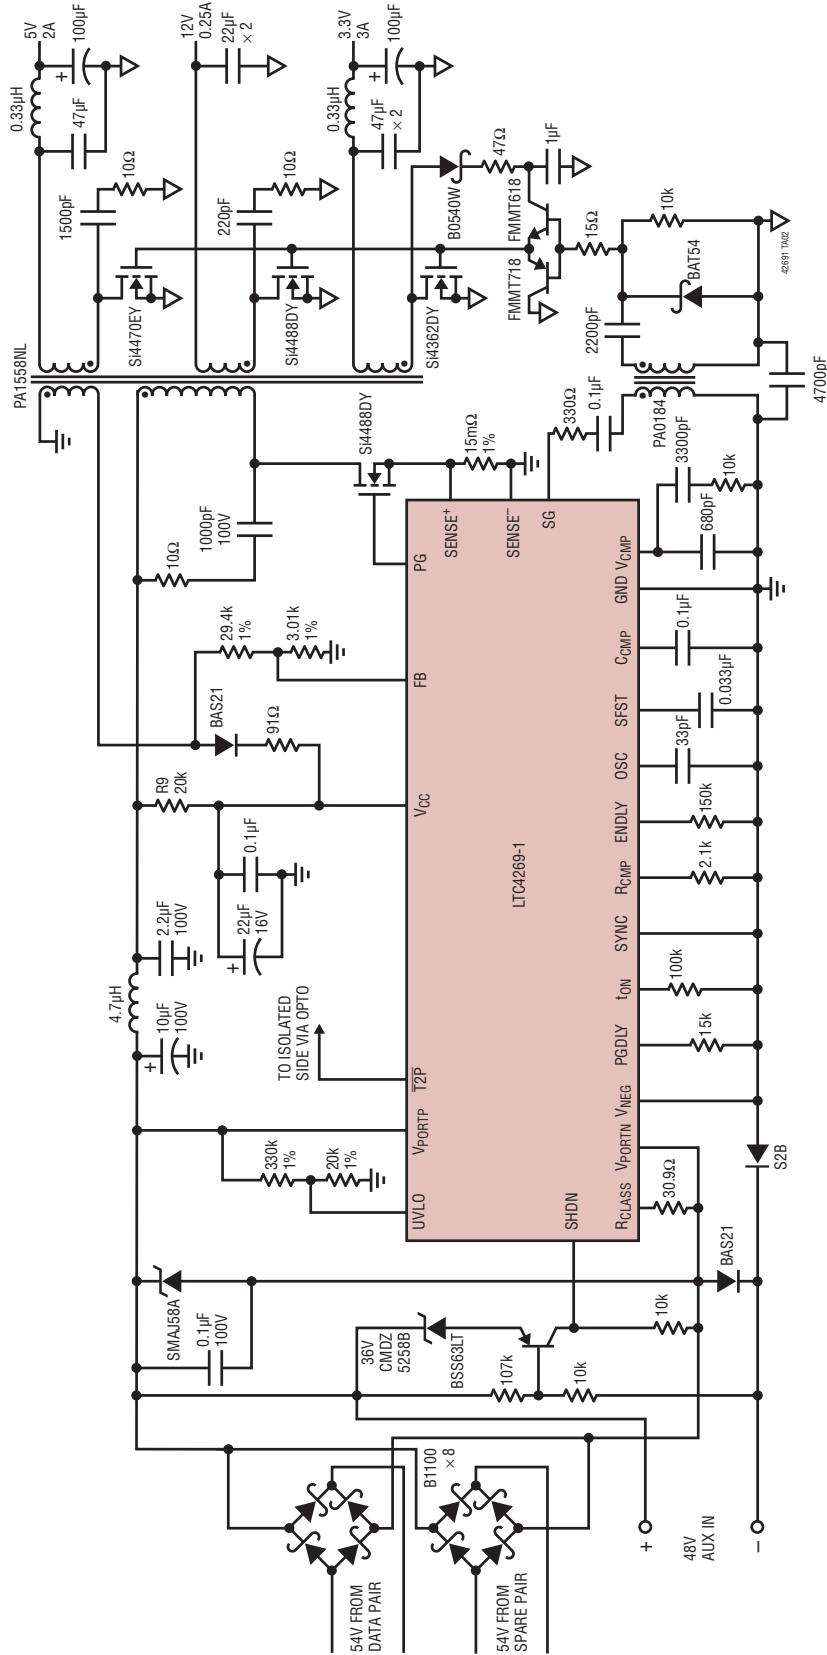 54V FROM
DATA PAIR
54V FROM
SPARE PAIR
B1100
× 8
48V
AUX IN
+
–
SMAJ58A
0.1µF
100V
36V
CMDZ
5258B
BSS63LT
107k
10k
10k
BAS21
S2B
30.9Ω
330k
1%
20k
1%
+
10µF
100V
4.7µH
2.2µF
100V
TO ISOLATED
SIDE VIA OPTO
+
22µF
16V
0.1µF
R9
20k
BAS21
91Ω
29.4k
1%
3.01k
1%
10Ω
1000pF
100V
PA1558NL
Si4488DY
15mΩ
1%
330Ω
0.1µF
PA0184
LTC4269-1
UVLO
VPORTP
T2P
VCC
FB
PG
SENSE+
SENSE–
SG
SHDN
RCLASS
VPORTN
VNEG
PGDLY
tON
SYNC
RCMP
ENDLY
OSC
SFST
CCMP
GND
VCMP
15k
100k
2.1k
150k
33pF
0.033µF
0.1µF
680pF
3300pF
10k
4700pF
2200pF
BAT54
10k
15Ω
FMMT718
FMMT618
1µF
47Ω
B0540W
Si4470EY
Si4488DY
Si4362DY
1500pF
10Ω
220pF
10Ω
0.33µH
47µF
+
100µF
5V
2A
12V
0.25A
22µF
× 2
0.33µH
47µF
× 2
+
100µF
3.3V
3A
42691 TA02